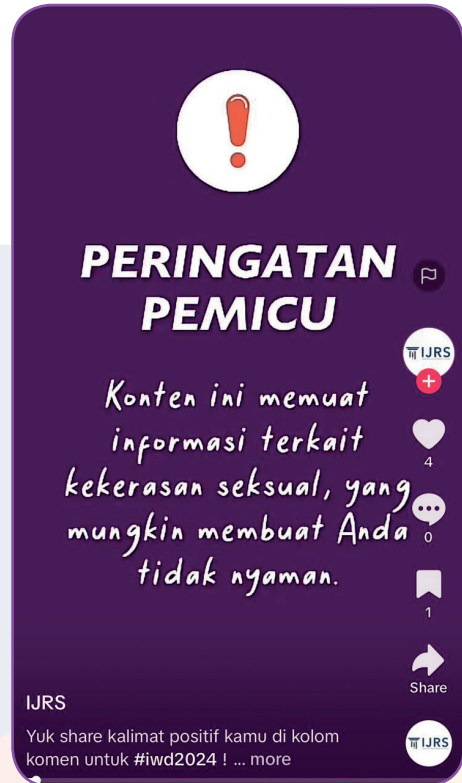 PERINGATAN
PEMICU
Konten ini memuat
informasi terkait
kekerasan seksual, yang
mungkin membuat Anda
tidak nyaman.
IJRS
4
0
1
Share
IJRS
Yuk share kalimat positif kamu di kolom
komen untuk #iwd2024 ! ... more
IJRS